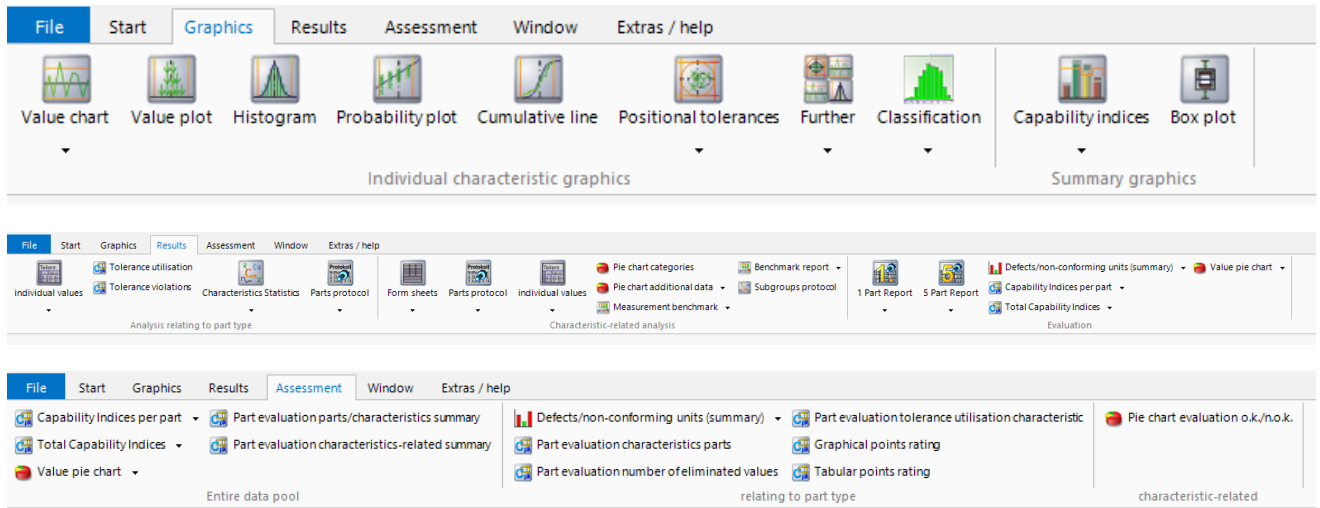 File Start Graphics Results Assessment Window Extras / help
Value chart Value plot Histogram Probability plot Cumulative line Positional tolerances Further Classification Capability indices Box plot
Individual characteristic graphics Summary graphics
File Start Graphics Results Assessment Window Extras / help
Tolerance utilisation Pie chart categories Benchmark report Defects/non-conforming units (summary) Value pie chart
individual values Tolerance violations Characteristics Statistics Parts protocol Form sheets Parts protocol individual values Pie chart additional data Subgroups protocol 1 Part Report 5 Part Report Capability Indices per part
Measurement benchmark Total Capability Indices
Analysis relating to part type Characteristic-related analysis Evaluation
File Start Graphics Results Assessment Window Extras / help
Capability Indices per part Part evaluation parts/characteristics summary Defects/non-conforming units (summary) Part evaluation tolerance utilisation characteristic Pie chart evaluation o.k./n.o.k.
Total Capability Indices Part evaluation characteristics-related summary Part evaluation characteristics parts Graphical points rating
Value pie chart Part evaluation number of eliminated values Tabular points rating
Entire data pool relating to part type characteristic-related